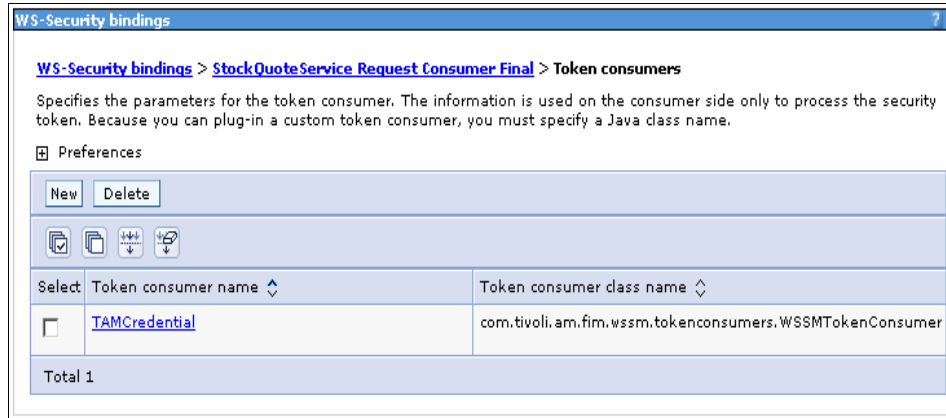 WS-Security bindings ?
WS-Security bindings > StockQuoteService Request Consumer Final > Token consumers
Specifies the parameters for the token consumer. The information is used on the consumer side only to process the security
token. Because you can plug-in a custom token consumer, you must specify a Java class name.
Preferences
New Delete
Select Token consumer name Token consumer class name
TAMCredential com.tivoli.am.fim.wssm.tokenconsumers.WSSMTokenConsumer
Total 1